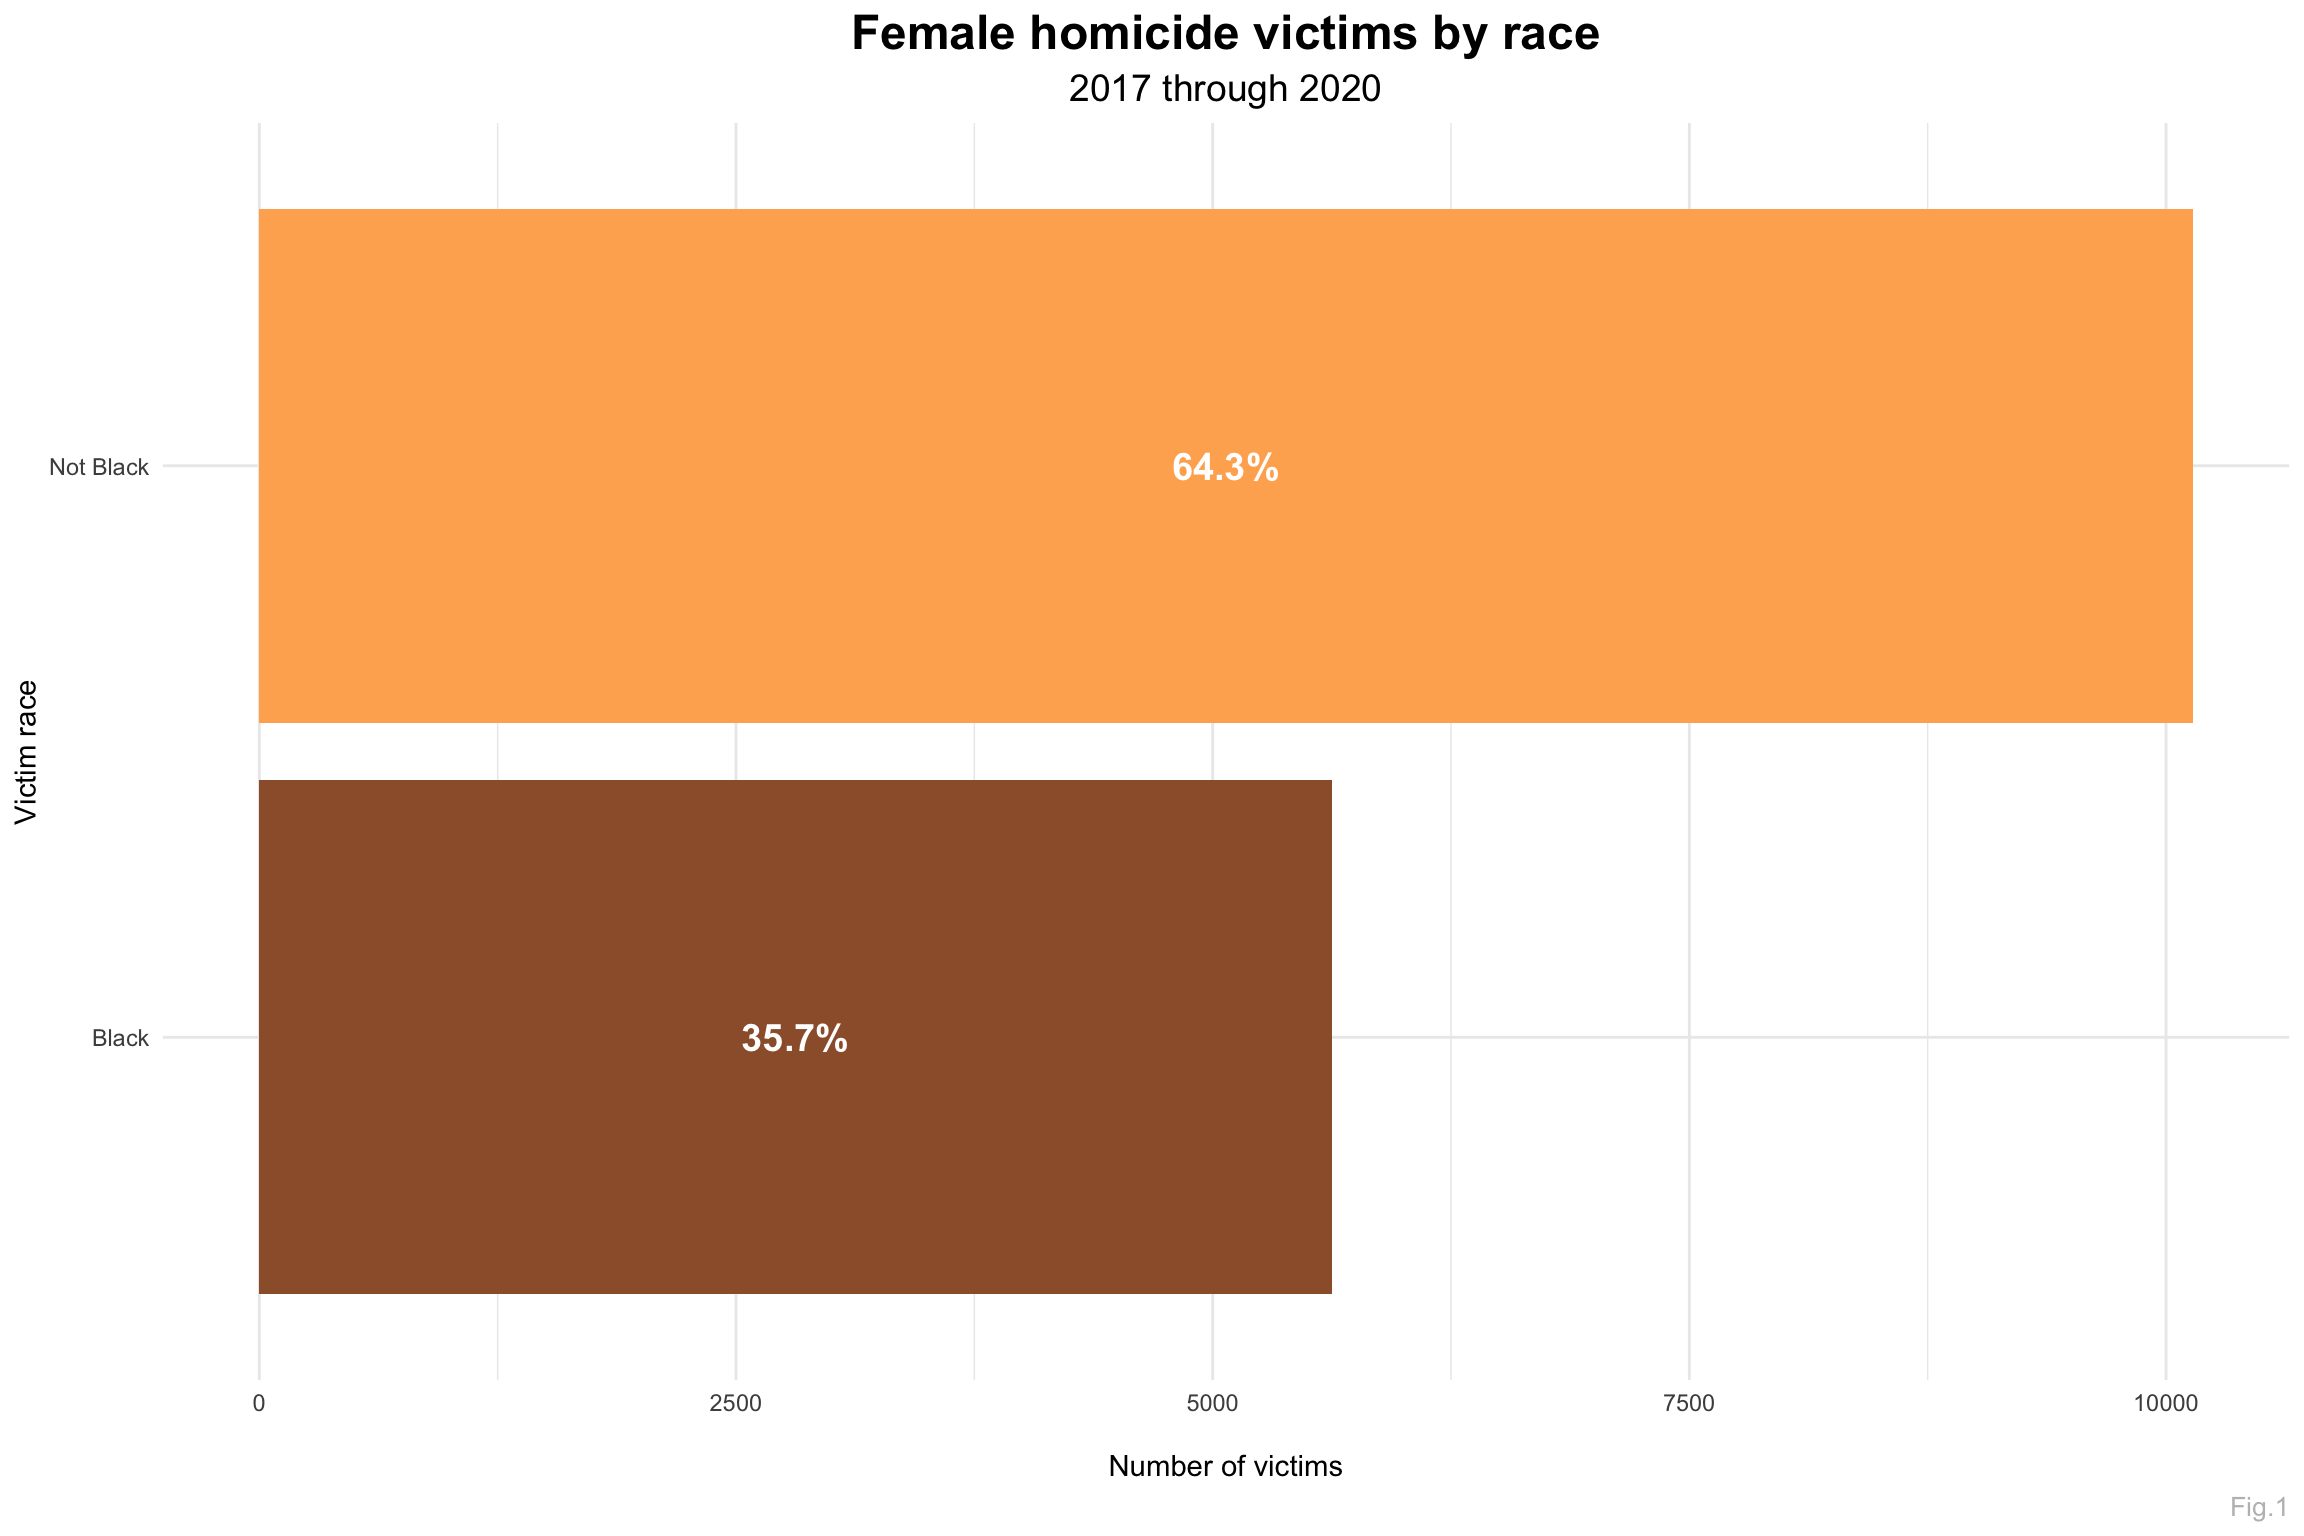 Female homicide victims by race
2017 through 2020
Victim race
Not Black
64.3%
Black
35.7%
0 2500 5000 7500 10000
Number of victims
Fig.1